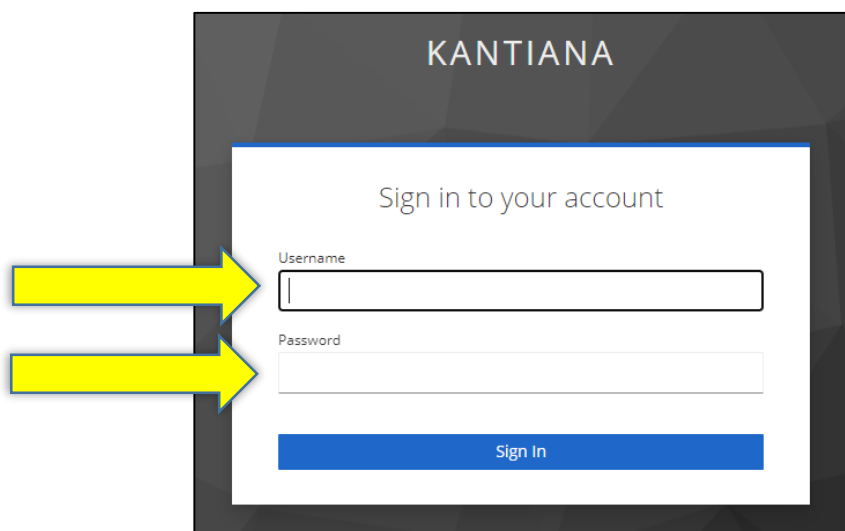 KANTIANA
Sign in to your account
Username
Password
Sign In